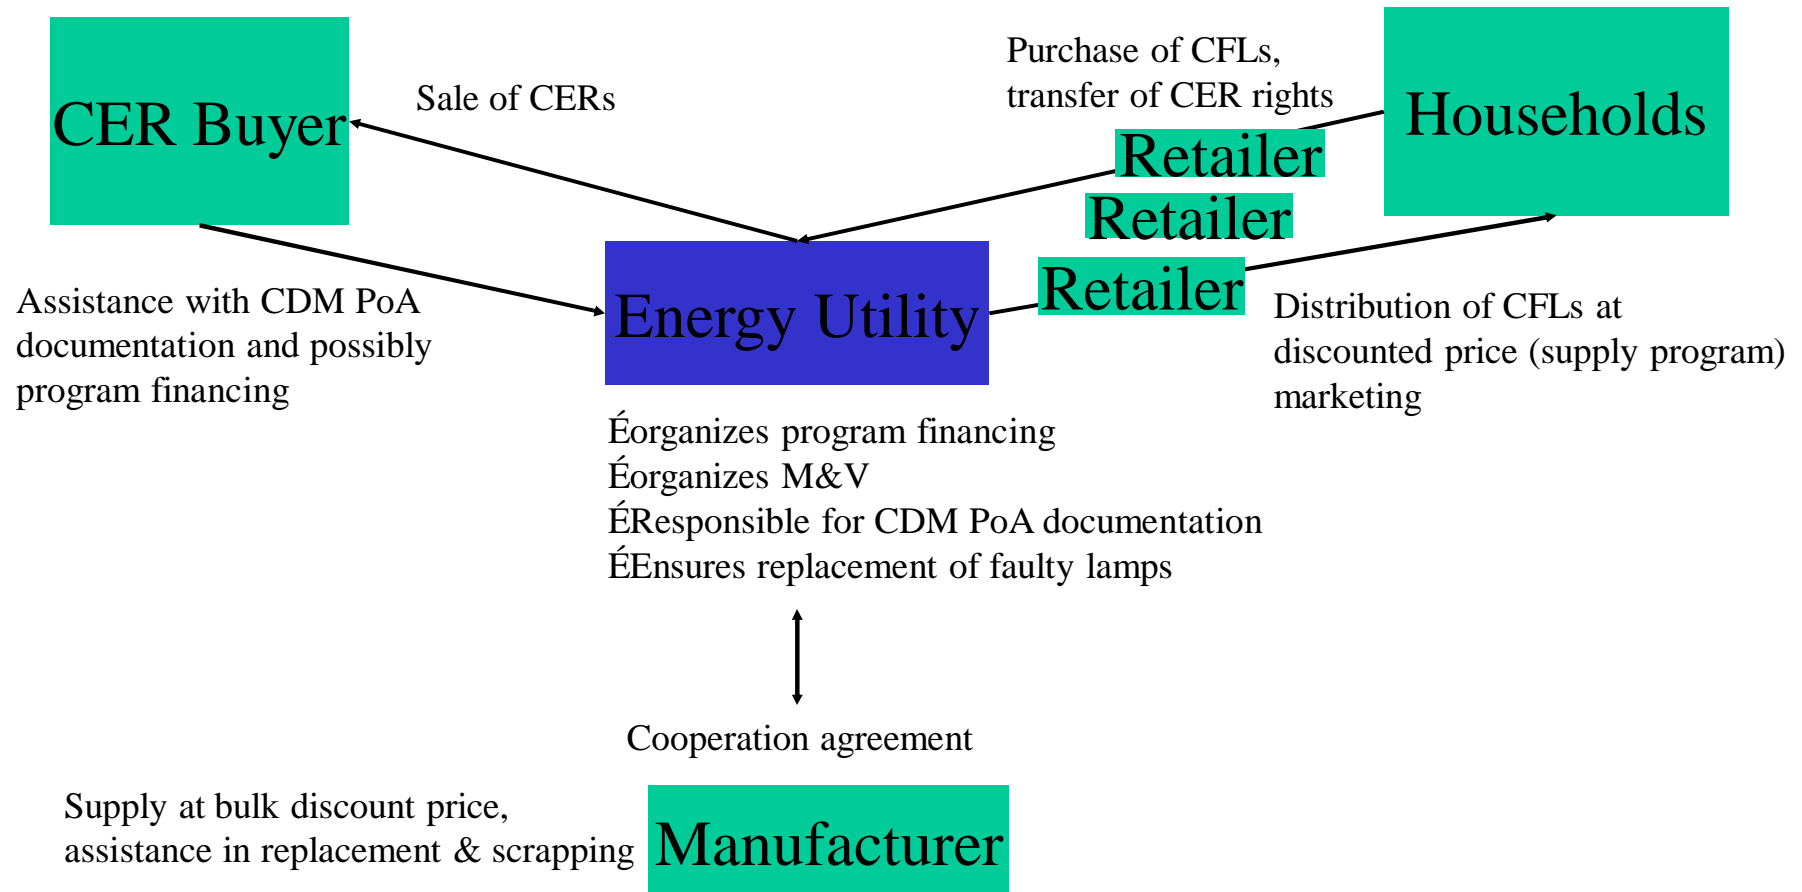 CER Buyer
Sale of CERs
Purchase of CFLs,
transfer of CER rights
Households
Retailer
Retailer
Retailer
Energy Utility
Assistance with CDM PoA
documentation and possibly
program financing
Distribution of CFLs at
discounted price (supply program)
marketing
Éorganizes program financing
Éorganizes M&V
ÉResponsible for CDM PoA documentation
ÉEnsures replacement of faulty lamps
Cooperation agreement
Supply at bulk discount price,
assistance in replacement & scrapping
Manufacturer